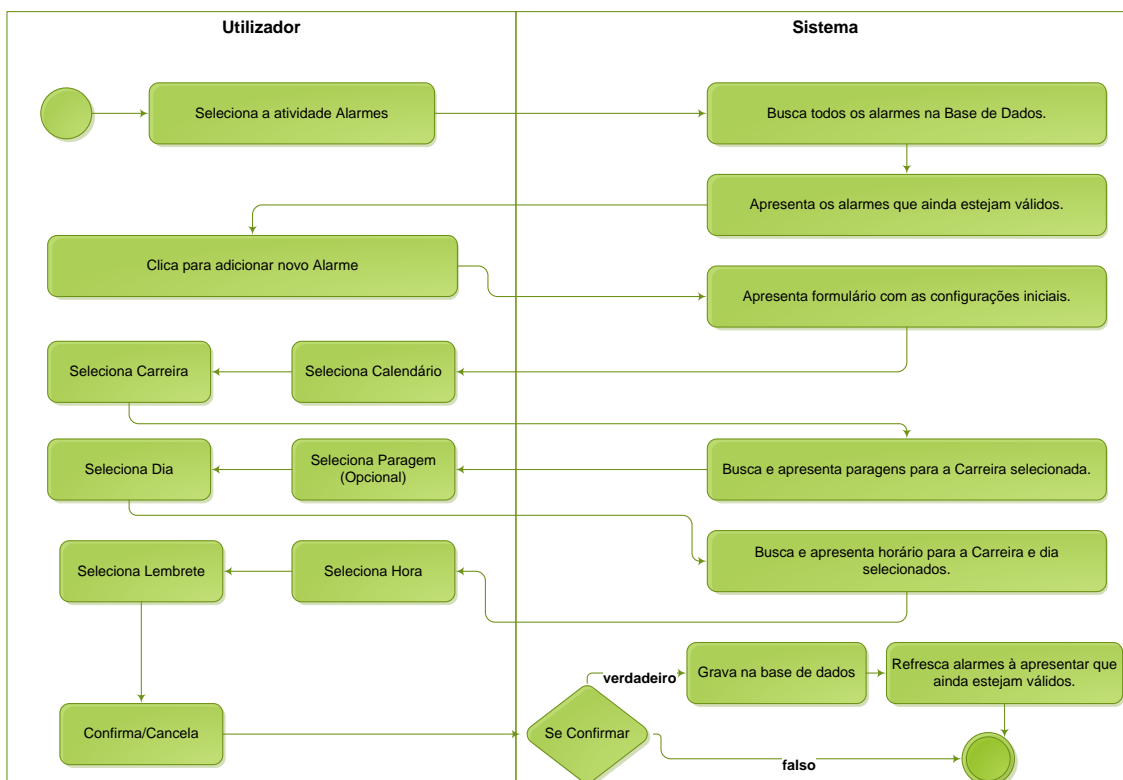 Utilizador
Sistema
Seleciona a atividade Alarmes
Busca todos os alarmes na Base de Dados.
Apresenta os alarmes que ainda estejam válidos.
Clica para adicionar novo Alarme
Apresenta formulário com as configurações iniciais.
Seleciona Carreira
Seleciona Calendário
Seleciona Dia
Seleciona Paragem
(Opcional)
Busca e apresenta paragens para a Carreira selecionada.
Busca e apresenta horário para a Carreira e dia
selecionados.
Seleciona Lembrete
Seleciona Hora
verdadeiro
Grava na base de dados
Refresca alarmes à apresentar que
ainda estejam válidos.
Confirma/Cancela
Se Confirmar
falso